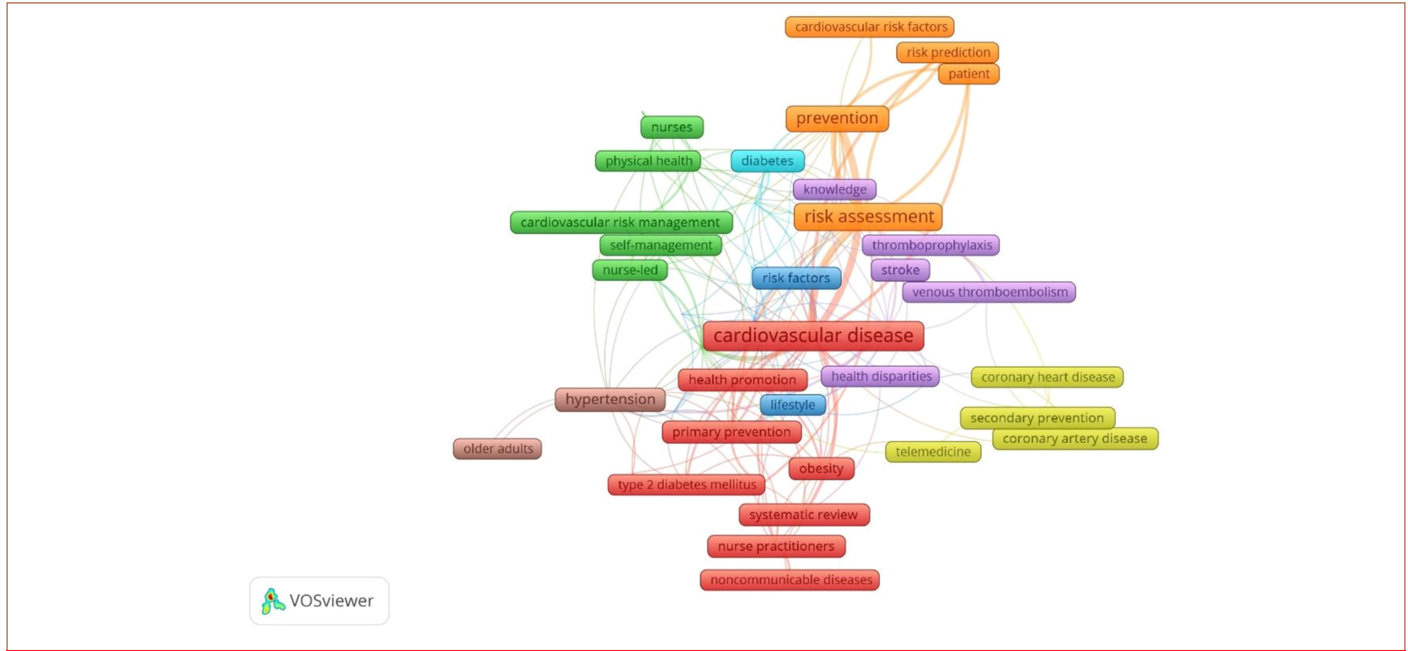 cardiovascular risk factors
risk prediction
patient
prevention
nurses
physical health
diabetes
knowledge
risk assessment
cardiovascular risk management
self-management
thromboprophylaxis
nurse-led
stroke
risk factors
venous thromboembolism
cardiovascular disease
health promotion
health disparities
coronary heart disease
hypertension
lifestyle
secondary prevention
primary prevention
coronary artery disease
older adults
telemedicine
obesity
type 2 diabetes mellitus
systematic review
nurse practitioners
noncommunicable diseases
VOSviewer